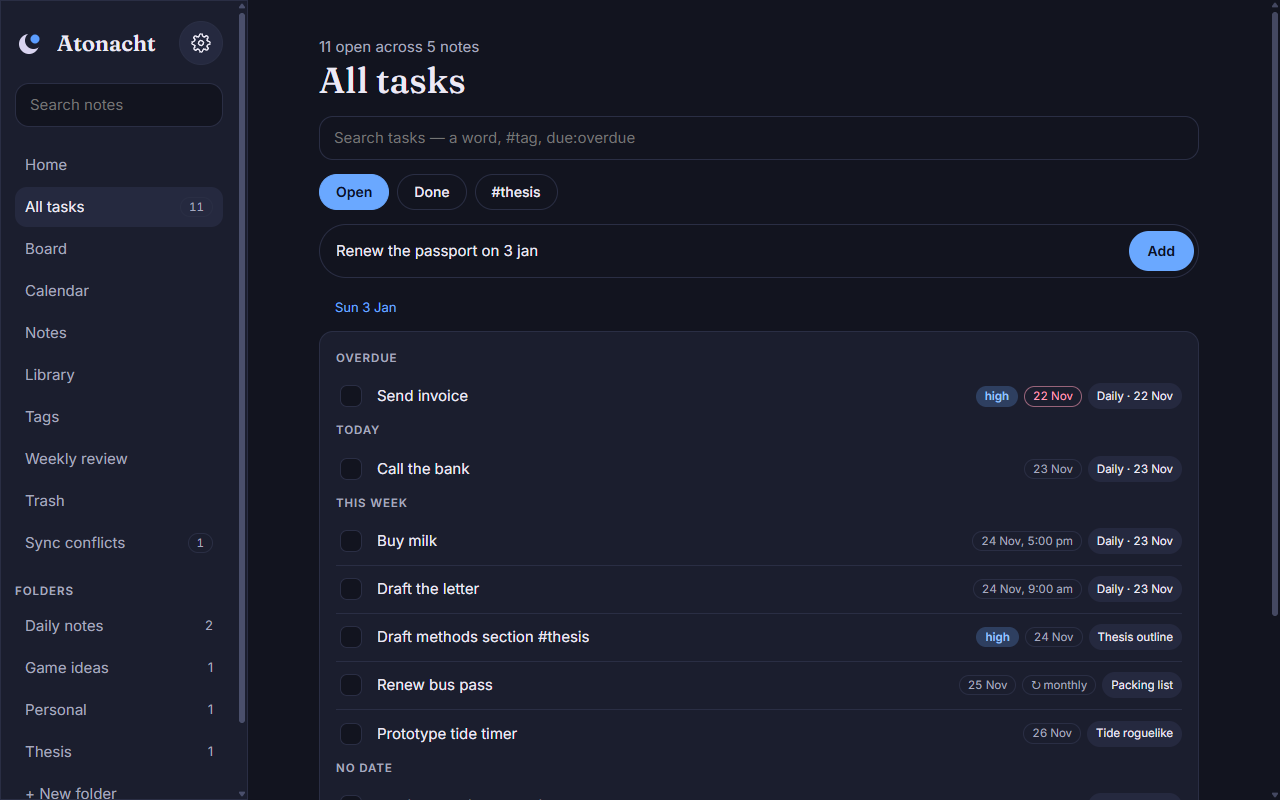 Atonacht
Search notes
Home
All tasks 11
Board
Calendar
Notes
Library
Tags
Weekly review
Trash
Sync conflicts 1
FOLDERS
Daily notes 2
Game ideas 1
Personal 1
Thesis 1
+ New folder
11 open across 5 notes
All tasks
Search tasks — a word, #tag, due:overdue
Open Done #thesis
Renew the passport on 3 jan Add
Sun 3 Jan
OVERDUE
Send invoice high 22 Nov Daily · 22 Nov
TODAY
Call the bank 23 Nov Daily · 23 Nov
THIS WEEK
Buy milk 24 Nov, 5:00 pm Daily · 23 Nov
Draft the letter 24 Nov, 9:00 am Daily · 23 Nov
Draft methods section #thesis high 24 Nov Thesis outline
Renew bus pass 25 Nov ↻ monthly Packing list
Prototype tide timer 26 Nov Tide roguelike
NO DATE